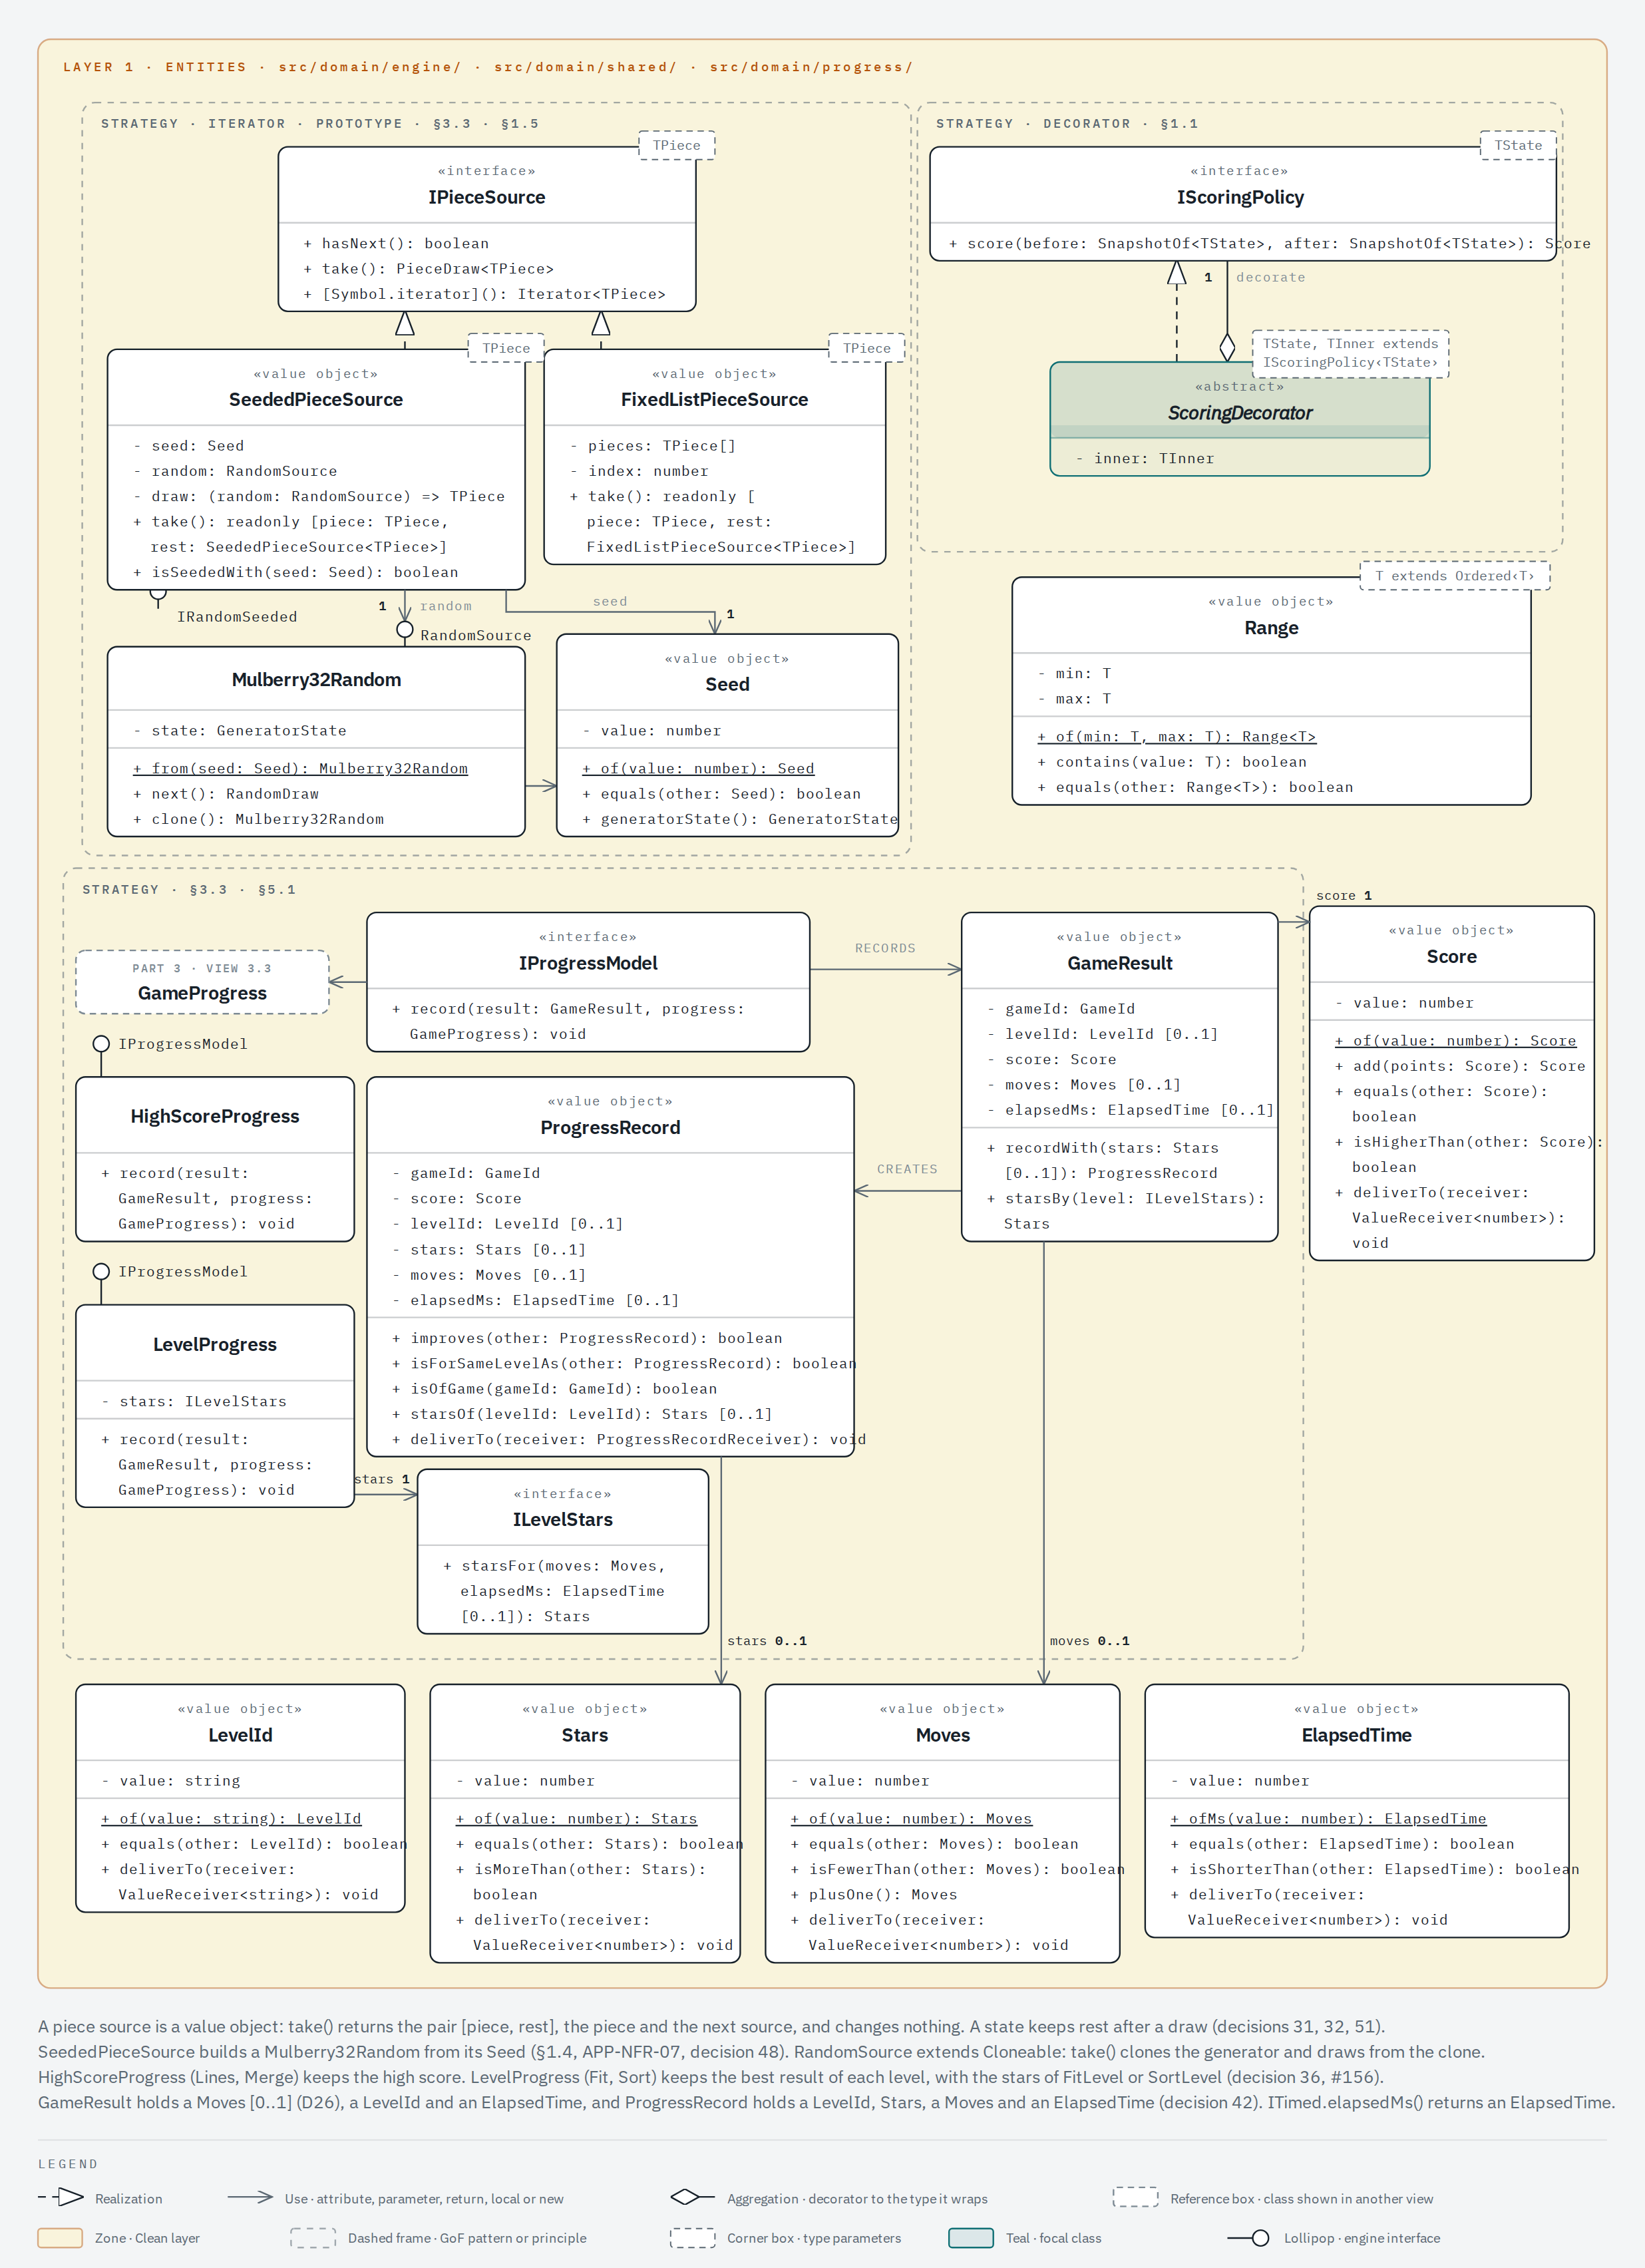 LAYER 1 · ENTITIES · src/domain/engine/ · src/domain/shared/ · src/domain/progress/
STRATEGY · ITERATOR · PROTOTYPE · §3.3 · §1.5
TPiece
«interface»
IPieceSource
+ hasNext(): boolean
+ take(): PieceDraw<TPiece>
+ [Symbol.iterator](): Iterator<TPiece>
TPiece
«value object»
SeededPieceSource
- seed: Seed
- random: RandomSource
- draw: (random: RandomSource) => TPiece
+ take(): readonly [piece: TPiece,
rest: SeededPieceSource<TPiece>]
+ isSeededWith(seed: Seed): boolean
TPiece
«value object»
FixedListPieceSource
- pieces: TPiece[]
- index: number
+ take(): readonly [
piece: TPiece, rest:
FixedListPieceSource<TPiece>]
IRandomSeeded
1 random
RandomSource
seed
1
Mulberry32Random
- state: GeneratorState
+ from(seed: Seed): Mulberry32Random
+ next(): RandomDraw
+ clone(): Mulberry32Random
«value object»
Seed
- value: number
+ of(value: number): Seed
+ equals(other: Seed): boolean
+ generatorState(): GeneratorState
STRATEGY · DECORATOR · §1.1
TState
«interface»
IScoringPolicy
+ score(before: SnapshotOf<TState>, after: SnapshotOf<TState>): Score
1 decorate
TState, TInner extends
IScoringPolicy‹TState›
«abstract»
ScoringDecorator
- inner: TInner
T extends Ordered‹T›
«value object»
Range
- min: T
- max: T
+ of(min: T, max: T): Range<T>
+ contains(value: T): boolean
+ equals(other: Range<T>): boolean
STRATEGY · §3.3 · §5.1
PART 3 · VIEW 3.3
GameProgress
«interface»
IProgressModel
+ record(result: GameResult, progress:
GameProgress): void
RECORDS
«value object»
GameResult
- gameId: GameId
- levelId: LevelId [0..1]
- score: Score
- moves: Moves [0..1]
- elapsedMs: ElapsedTime [0..1]
+ recordWith(stars: Stars
[0..1]): ProgressRecord
+ starsBy(level: ILevelStars):
Stars
score 1
«value object»
Score
- value: number
+ of(value: number): Score
+ add(points: Score): Score
+ equals(other: Score):
boolean
+ isHigherThan(other: Score):
boolean
+ deliverTo(receiver:
ValueReceiver<number>):
void
IProgressModel
HighScoreProgress
+ record(result:
GameResult, progress:
GameProgress): void
«value object»
ProgressRecord
- gameId: GameId
- score: Score
- levelId: LevelId [0..1]
- stars: Stars [0..1]
- moves: Moves [0..1]
- elapsedMs: ElapsedTime [0..1]
+ improves(other: ProgressRecord): boolean
+ isForSameLevelAs(other: ProgressRecord): boolean
+ isOfGame(gameId: GameId): boolean
+ starsOf(levelId: LevelId): Stars [0..1]
+ deliverTo(receiver: ProgressRecordReceiver): void
CREATES
IProgressModel
LevelProgress
- stars: ILevelStars
+ record(result:
GameResult, progress:
GameProgress): void
stars 1
«interface»
ILevelStars
+ starsFor(moves: Moves,
elapsedMs: ElapsedTime
[0..1]): Stars
stars 0..1
moves 0..1
«value object»
LevelId
- value: string
+ of(value: string): LevelId
+ equals(other: LevelId): boolean
+ deliverTo(receiver:
ValueReceiver<string>): void
«value object»
Stars
- value: number
+ of(value: number): Stars
+ equals(other: Stars): boolean
+ isMoreThan(other: Stars):
boolean
+ deliverTo(receiver:
ValueReceiver<number>): void
«value object»
Moves
- value: number
+ of(value: number): Moves
+ equals(other: Moves): boolean
+ isFewerThan(other: Moves): boolean
+ plusOne(): Moves
+ deliverTo(receiver:
ValueReceiver<number>): void
«value object»
ElapsedTime
- value: number
+ ofMs(value: number): ElapsedTime
+ equals(other: ElapsedTime): boolean
+ isShorterThan(other: ElapsedTime): boolean
+ deliverTo(receiver:
ValueReceiver<number>): void
A piece source is a value object: take() returns the pair [piece, rest], the piece and the next source, and changes nothing. A state keeps rest after a draw (decisions 31, 32, 51).
SeededPieceSource builds a Mulberry32Random from its Seed (§1.4, APP-NFR-07, decision 48). RandomSource extends Cloneable: take() clones the generator and draws from the clone.
HighScoreProgress (Lines, Merge) keeps the high score. LevelProgress (Fit, Sort) keeps the best result of each level, with the stars of FitLevel or SortLevel (decision 36, #156).
GameResult holds a Moves [0..1] (D26), a LevelId and an ElapsedTime, and ProgressRecord holds a LevelId, Stars, a Moves and an ElapsedTime (decision 42). ITimed.elapsedMs() returns an ElapsedTime.
LEGEND
Realization
Use · attribute, parameter, return, local or new
Aggregation · decorator to the type it wraps
Reference box · class shown in another view
Zone · Clean layer
Dashed frame · GoF pattern or principle
Corner box · type parameters
Teal · focal class
Lollipop · engine interface